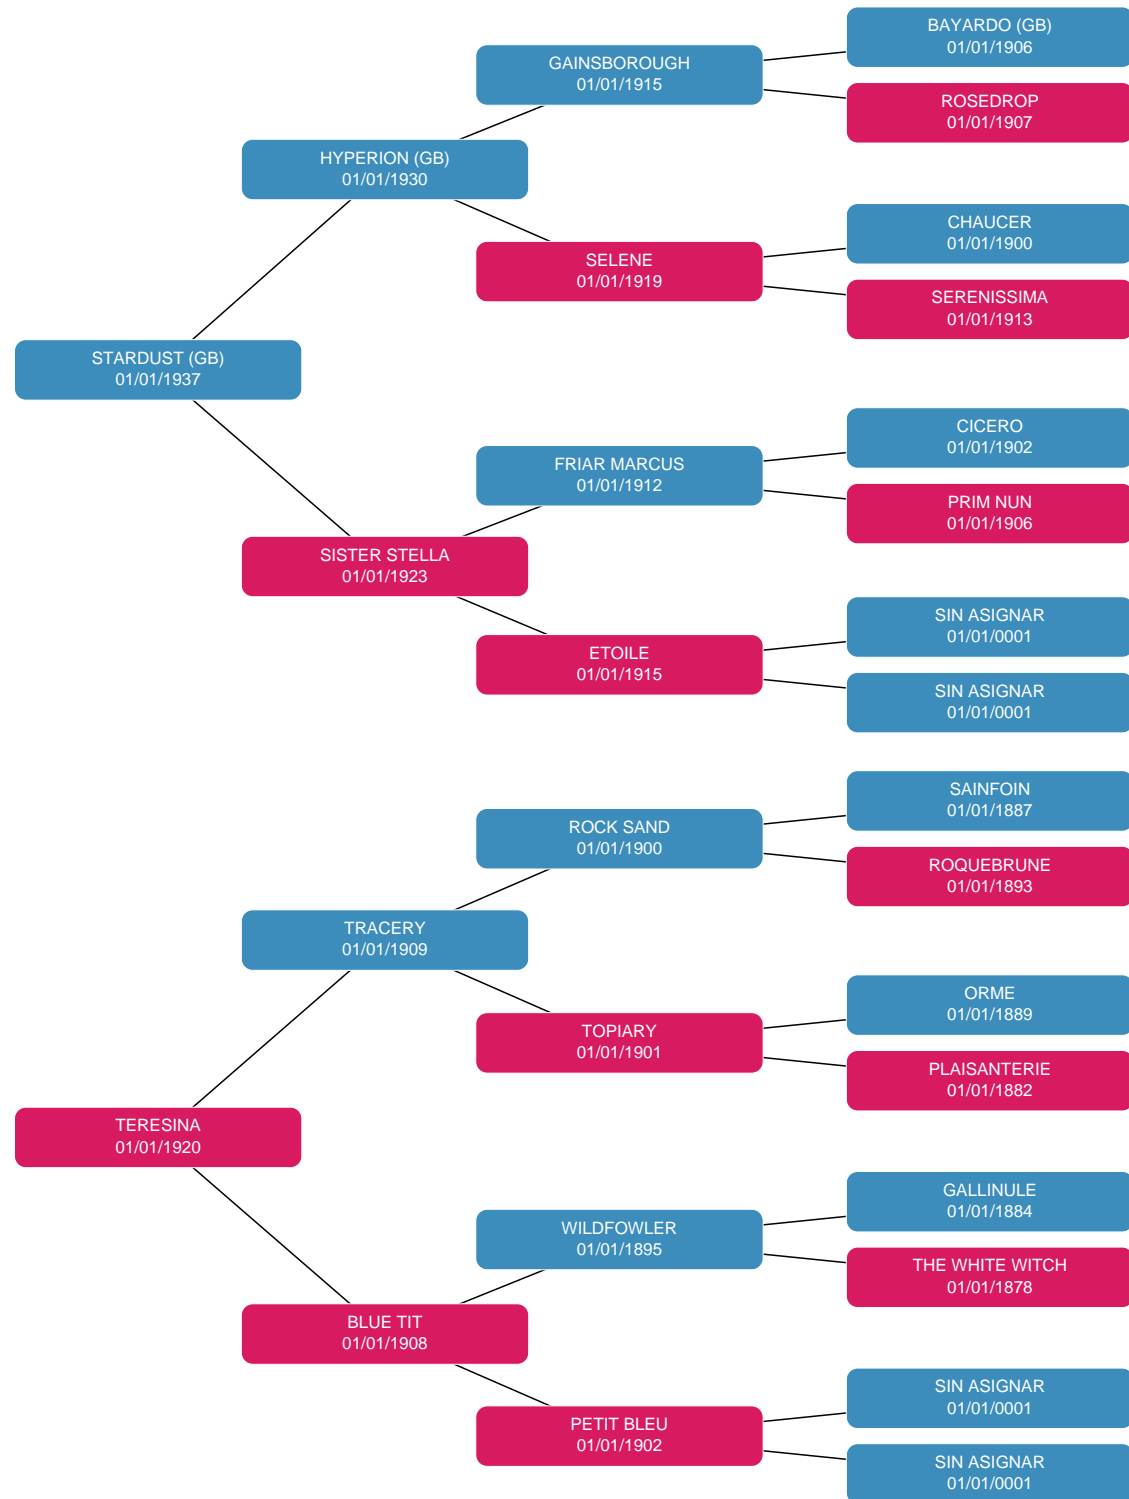 BAYARDO (GB)
01/01/1906
GAINSBOROUGH
01/01/1915
ROSEDROP
01/01/1907
HYPERION (GB)
01/01/1930
CHAUCER
01/01/1900
SELENE
01/01/1919
SERENISSIMA
01/01/1913
STARDUST (GB)
01/01/1937
CICERO
01/01/1902
FRIAR MARCUS
01/01/1912
PRIM NUN
01/01/1906
SISTER STELLA
01/01/1923
SIN ASIGNAR
01/01/0001
ETOILE
01/01/1915
SIN ASIGNAR
01/01/0001
SAINFOIN
01/01/1887
ROCK SAND
01/01/1900
ROQUEBRUNE
01/01/1893
TRACERY
01/01/1909
ORME
01/01/1889
TOPIARY
01/01/1901
PLAISANTERIE
01/01/1882
TERESINA
01/01/1920
GALLINULE
01/01/1884
WILDFOWLER
01/01/1895
THE WHITE WITCH
01/01/1878
BLUE TIT
01/01/1908
SIN ASIGNAR
01/01/0001
PETIT BLEU
01/01/1902
SIN ASIGNAR
01/01/0001